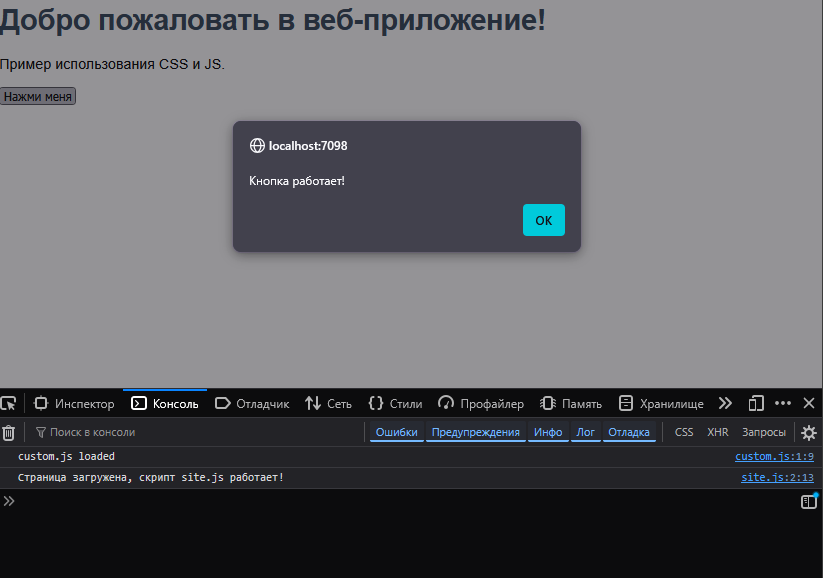 Добро пожаловать в веб-приложение!
Пример использования CSS и JS.
Нажми меня
localhost:7098
Кнопка работает!
OK
Инспектор Консоль Отладчик Сеть Стили Профайлер Память Хранилище
Поиск в консоли Ошибки Предупреждения Инфо Лог Отладка CSS XHR Запросы
custom.js loaded custom.js:1:9
Страница загружена, скрипт site.js работает! site.js:2:13